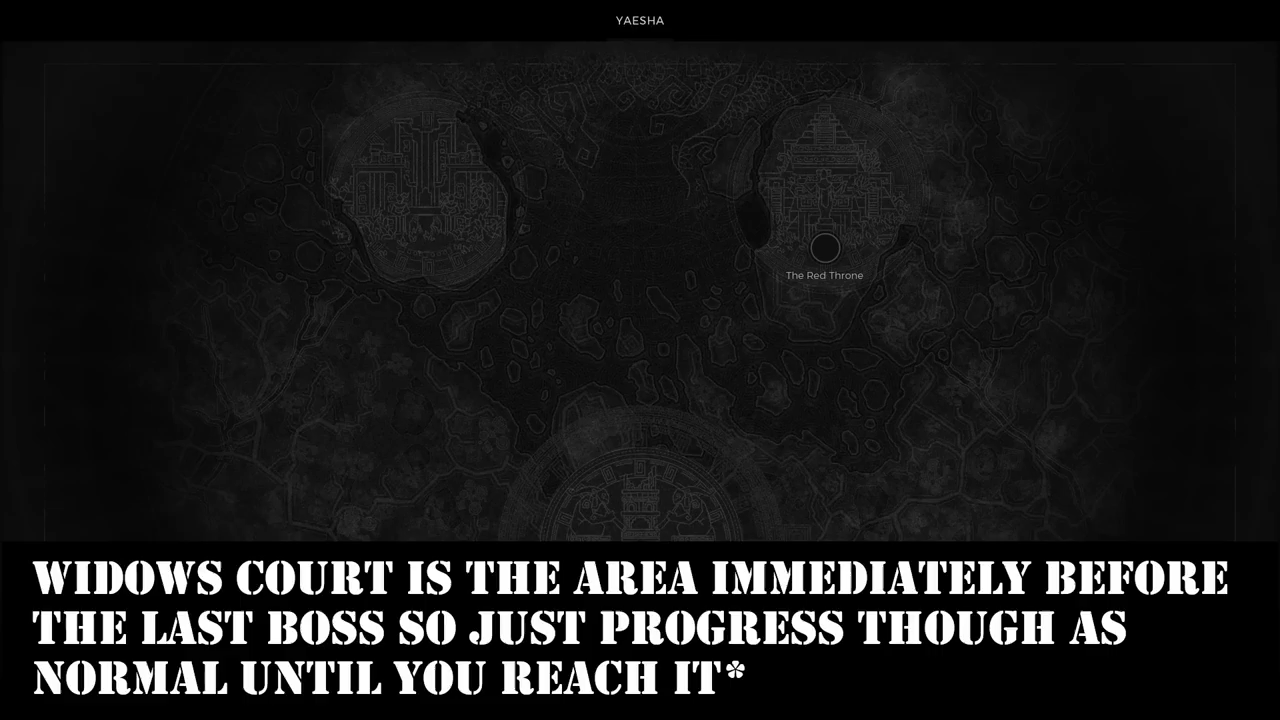 YAESHA
The Red Throne
WIDOWS COURT IS THE AREA IMMEDIATELY BEFORE
THE LAST BOSS SO JUST PROGRESS THOUGH AS
NORMAL UNTIL YOU REACH IT*